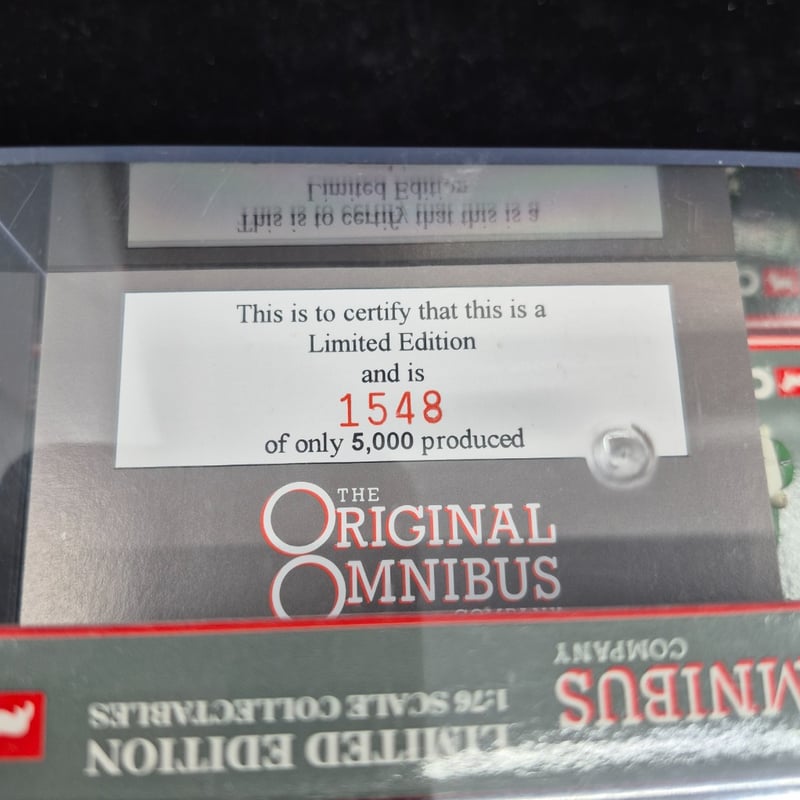 Limited Edition
This is to certify that this is a
This is to certify that this is a
Limited Edition
and is
1548
of only 5,000 produced
THE
ORIGINAL
OMNIBUS
COMPANY
OMNIBUS
COMPANY
1:76 SCALE COLLECTABLES
LIMITED EDITION